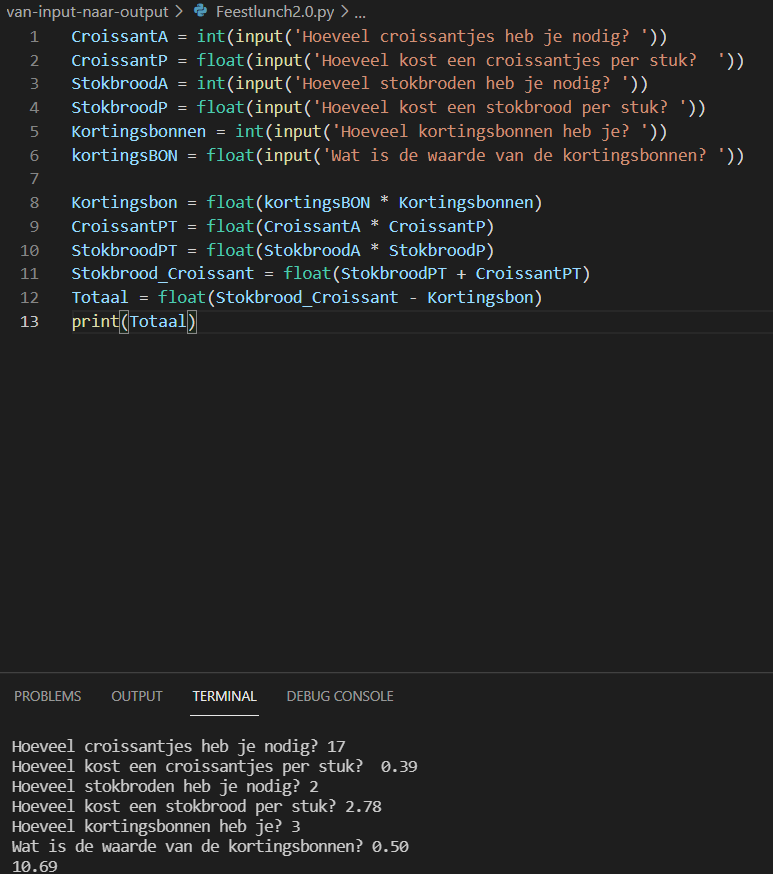 van-input-naar-output > Feestlunch2.0.py > ...
1 CroissantA = int(input('Hoeveel croissantjes heb je nodig? '))
2 CroissantP = float(input('Hoeveel kost een croissantjes per stuk?  '))
3 StokbroodA = int(input('Hoeveel stokbroden heb je nodig? '))
4 StokbroodP = float(input('Hoeveel kost een stokbrood per stuk? '))
5 Kortingsbonnen = int(input('Hoeveel kortingsbonnen heb je? '))
6 kortingsBON = float(input('Wat is de waarde van de kortingsbonnen? '))
7
8 Kortingsbon = float(kortingsBON * Kortingsbonnen)
9 CroissantPT = float(CroissantA * CroissantP)
10 StokbroodPT = float(StokbroodA * StokbroodP)
11 Stokbrood_Croissant = float(StokbroodPT + CroissantPT)
12 Totaal = float(Stokbrood_Croissant - Kortingsbon)
13 print(Totaal)
PROBLEMS OUTPUT TERMINAL DEBUG CONSOLE
Hoeveel croissantjes heb je nodig? 17
Hoeveel kost een croissantjes per stuk?  0.39
Hoeveel stokbroden heb je nodig? 2
Hoeveel kost een stokbrood per stuk? 2.78
Hoeveel kortingsbonnen heb je? 3
Wat is de waarde van de kortingsbonnen? 0.50
10.69